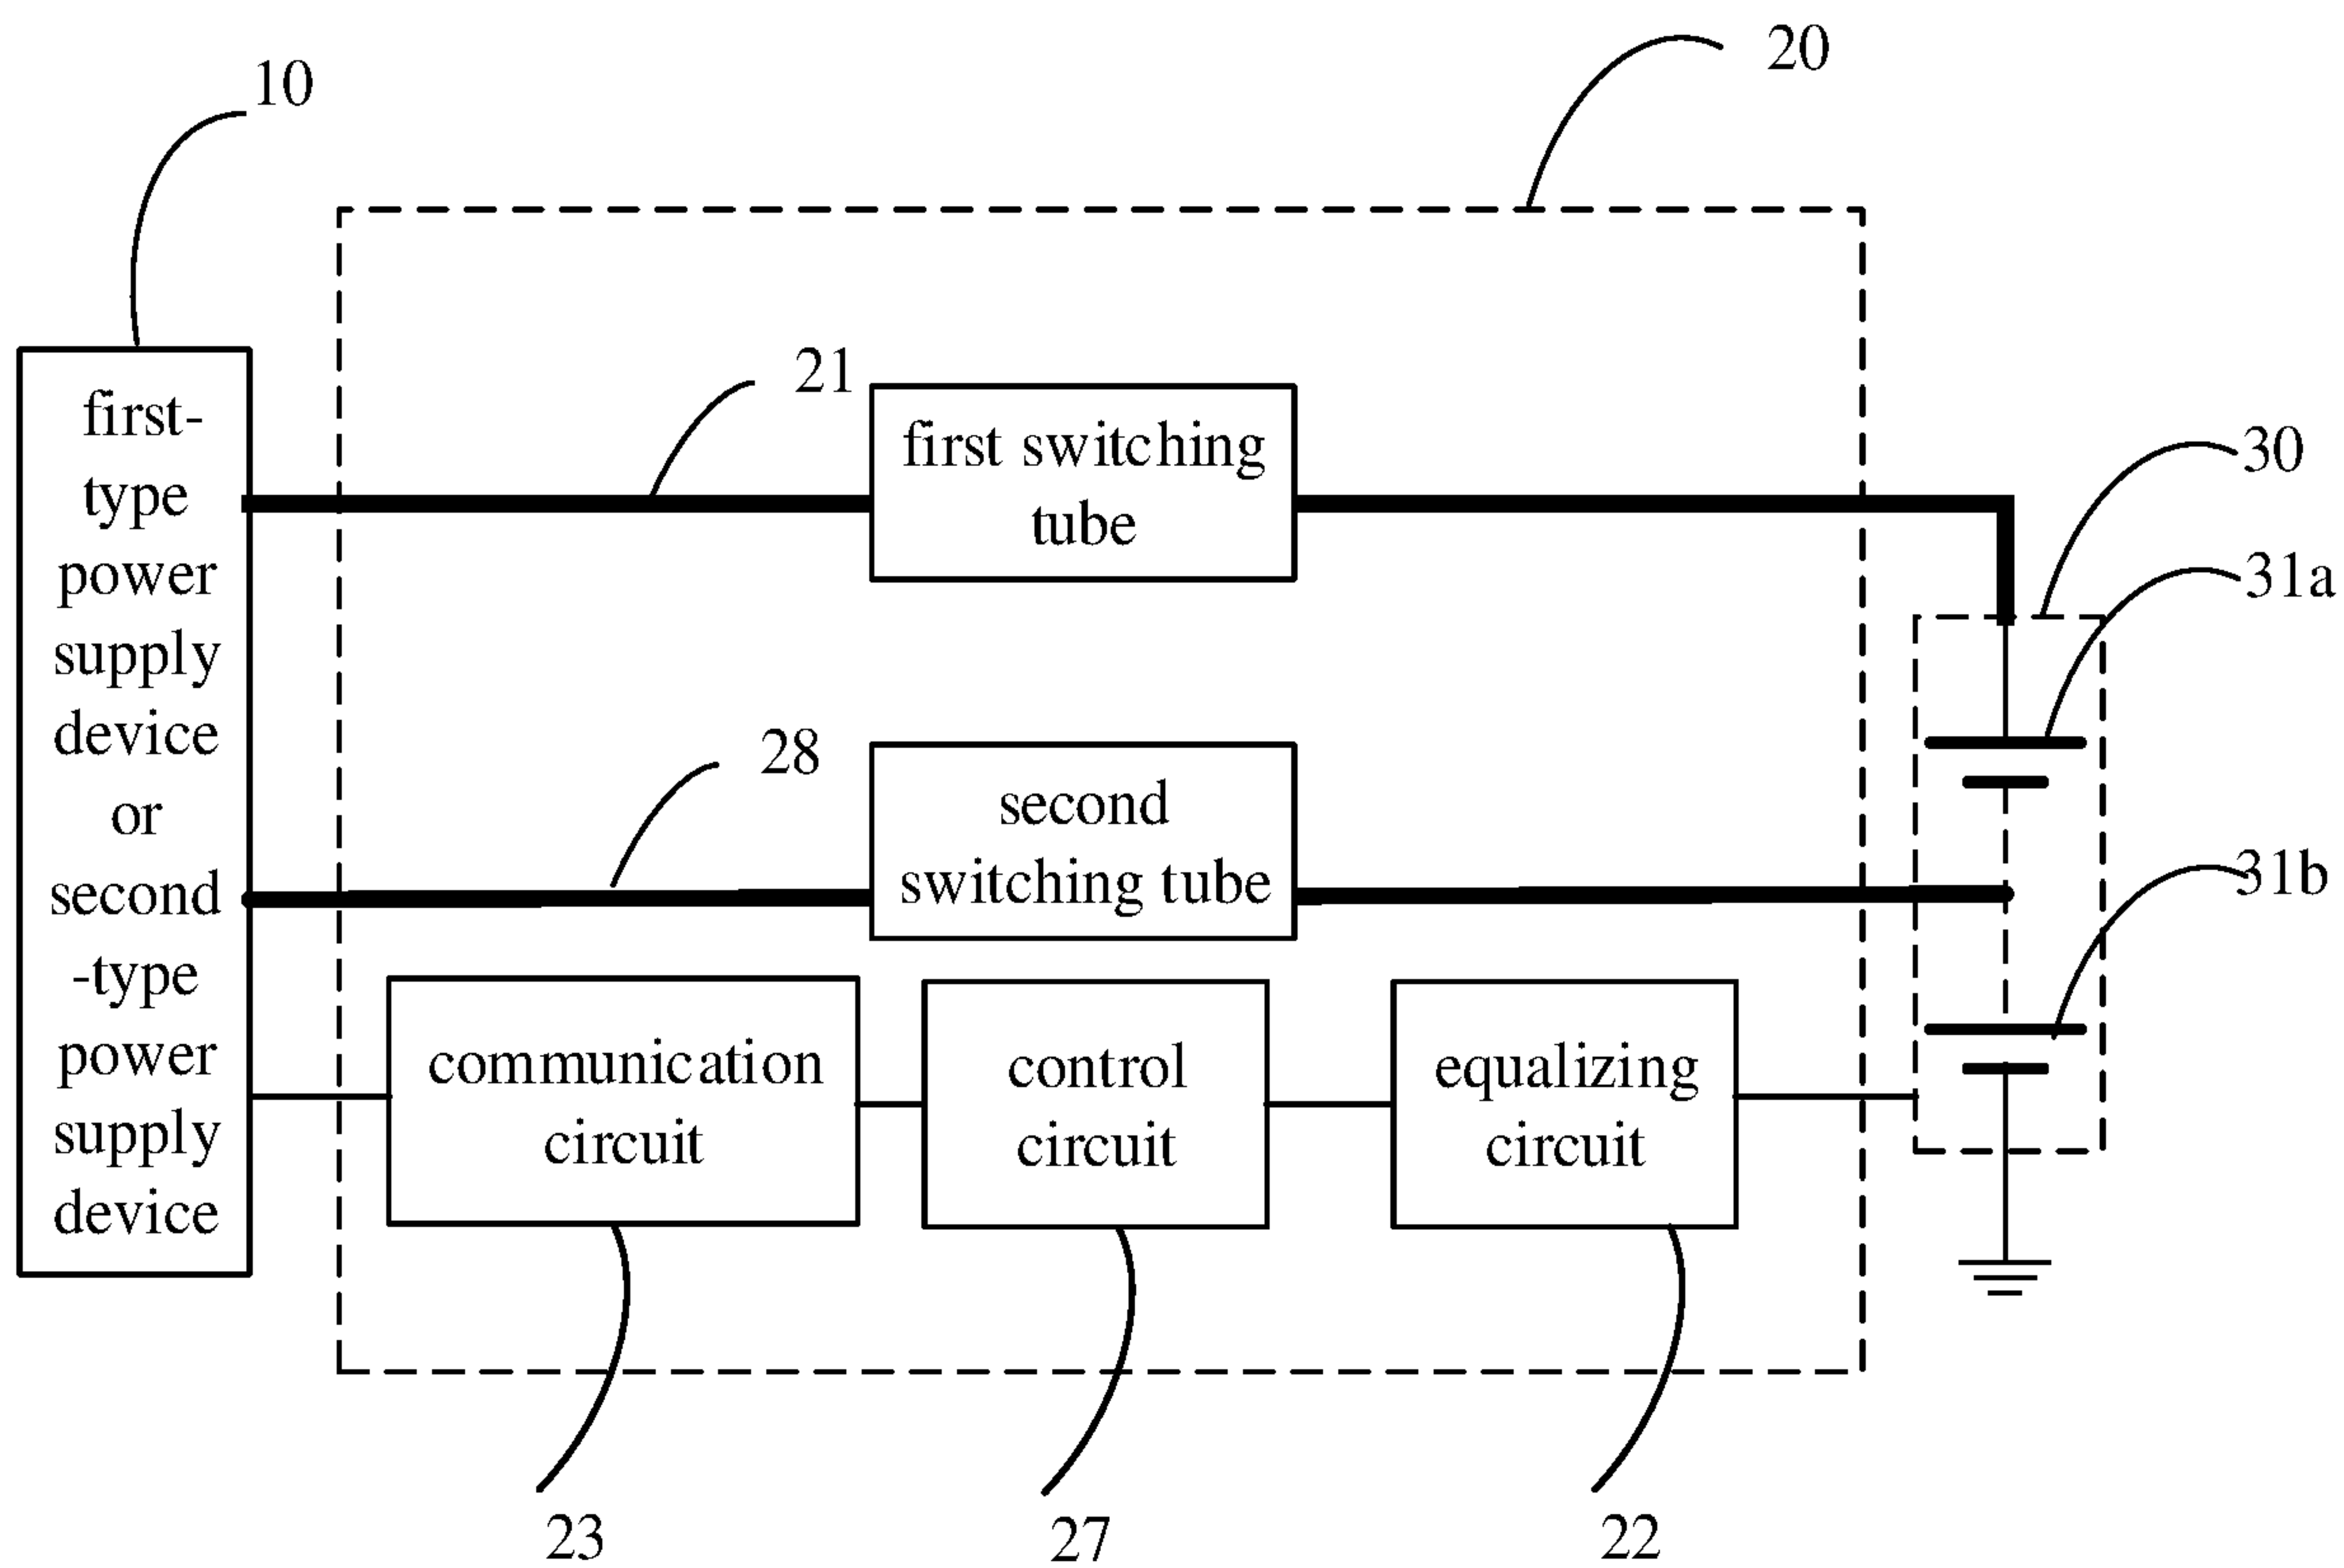 20
10
21
first switching
tube
30
31a
first-
type
power
supply
device
or
second
-type
power
supply
device
28
second
switching tube
31b
communication
circuit
control
circuit
equalizing
circuit
23
27
22